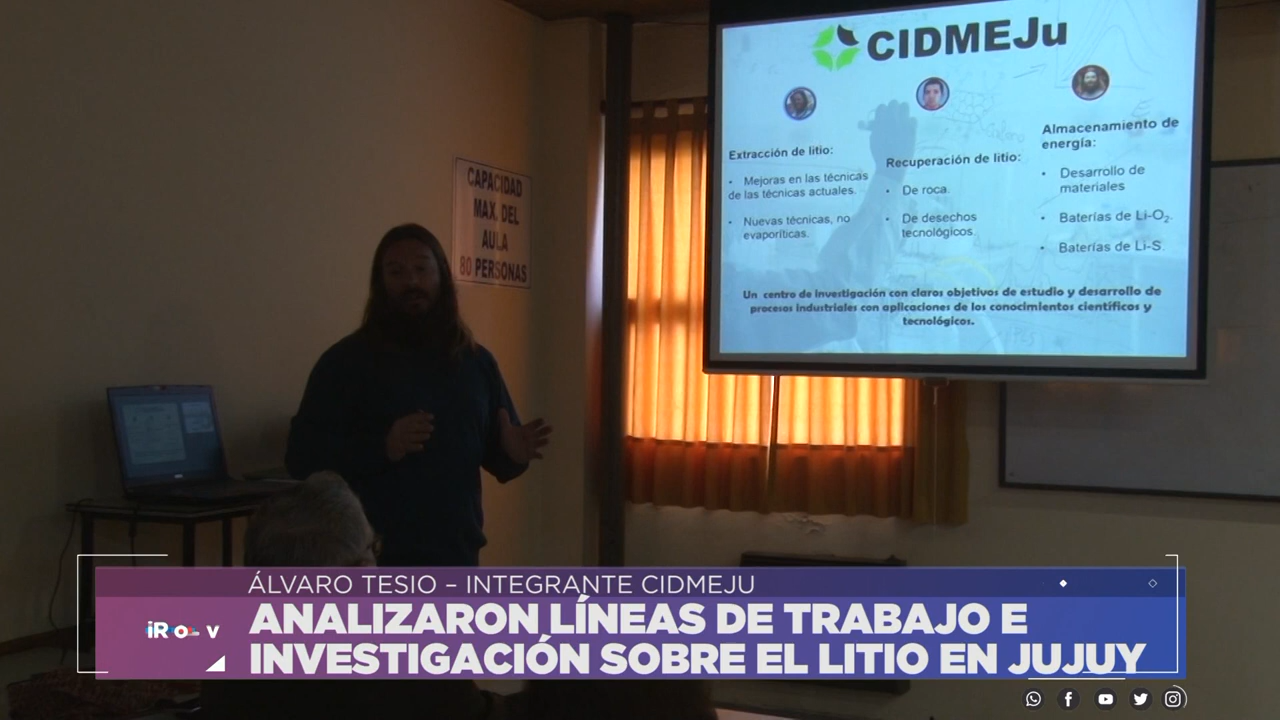 CIDMEJu
Extracción de litio:
• Mejoras en las técnicas
de las técnicas actuales.
• Nuevas técnicas, no
evaporíticas.
Recuperación de litio:
• De roca.
• De desechos
tecnológicos.
Almacenamiento de
energía:
• Desarrollo de
materiales
• Baterías de Li-O₂.
• Baterías de Li-S.
Un centro de investigación con claros objetivos de estudio y desarrollo de
procesos industriales con aplicaciones de los conocimientos científicos y
tecnológicos.
CAPACIDAD
MAX. DEL
AULA
80 PERSONAS
ÁLVARO TESIO – INTEGRANTE CIDMEJU
ANALIZARON LÍNEAS DE TRABAJO E
INVESTIGACIÓN SOBRE EL LITIO EN JUJUY